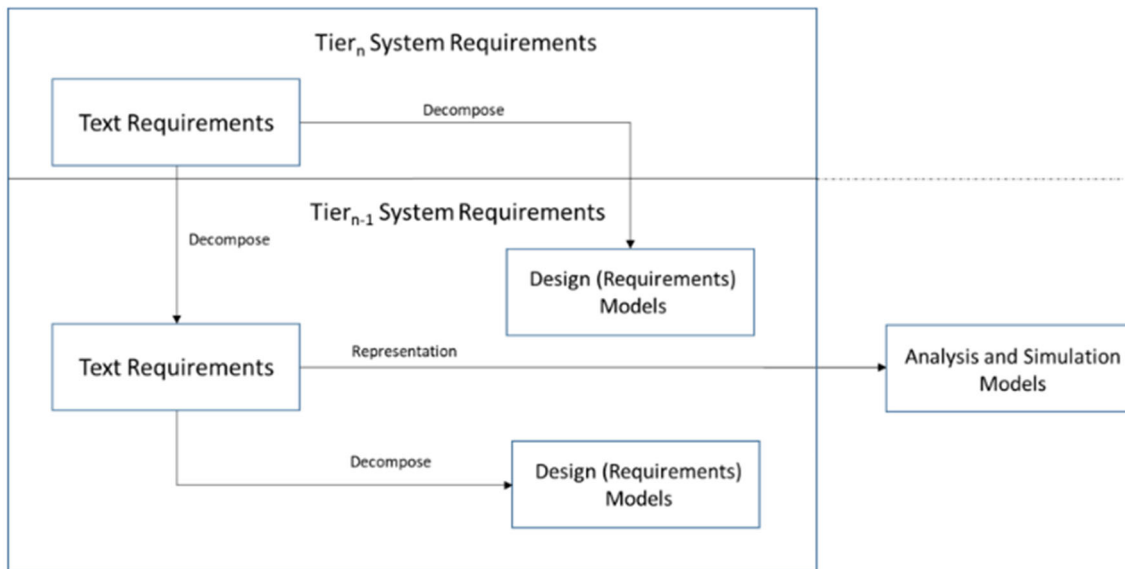 Tierₙ System Requirements
Text Requirements
Decompose
Tierₙ₋₁ System Requirements
Decompose
Design (Requirements)
Models
Text Requirements
Representation
Analysis and Simulation
Models
Decompose
Design (Requirements)
Models